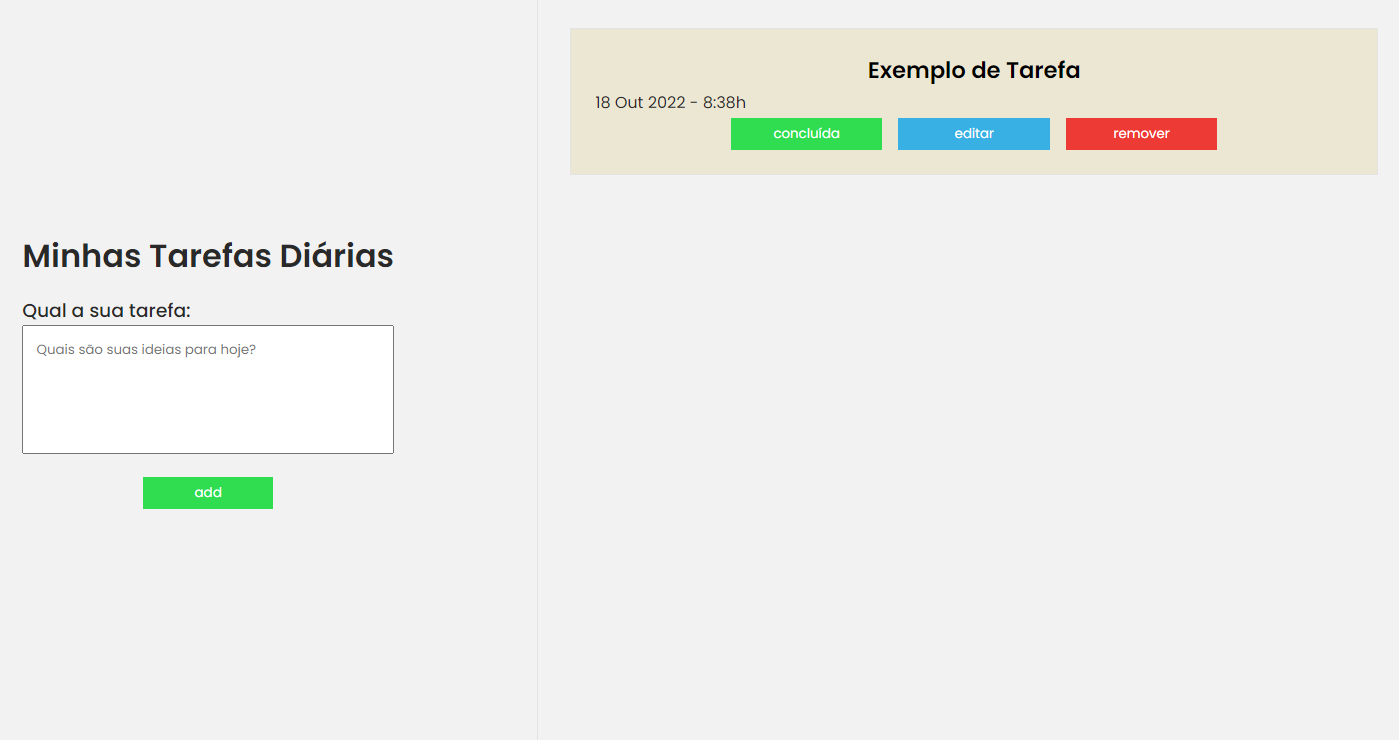 Minhas Tarefas Diárias
Qual a sua tarefa:
Quais são suas ideias para hoje?
add
Exemplo de Tarefa
18 Out 2022 - 8:38h
concluída editar remover